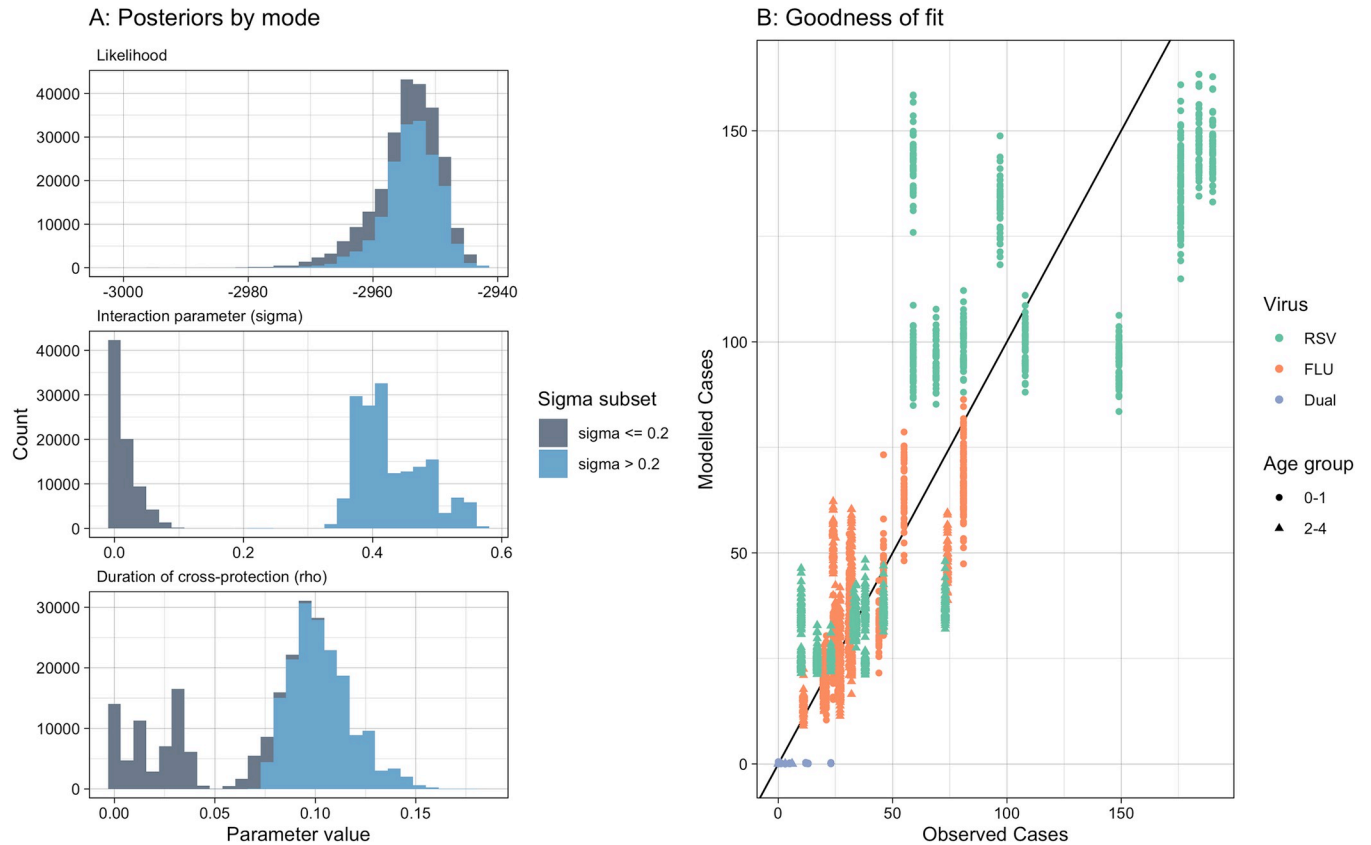 A: Posteriors by mode
Likelihood
40000
30000
20000
10000
0
-3000 -2980 -2960 -2940
Interaction parameter (sigma)
40000
30000
20000
10000
0
0.0 0.2 0.4 0.6
Duration of cross-protection (rho)
30000
20000
10000
0
0.00 0.05 0.10 0.15
Parameter value
Count
Sigma subset
sigma <= 0.2
sigma > 0.2
B: Goodness of fit
150
100
50
0
0 50 100 150
Observed Cases
Modelled Cases
Virus
RSV
FLU
Dual
Age group
0-1
2-4